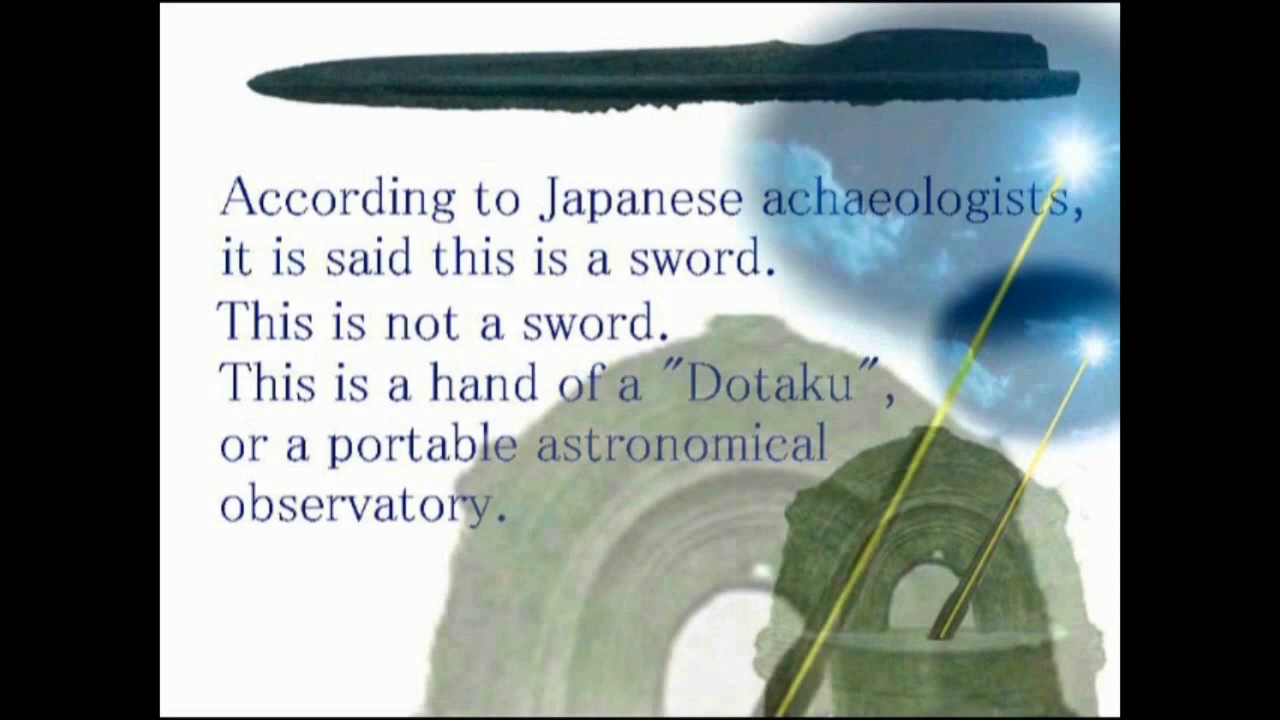 According to Japanese achaeologists,
it is said this is a sword.
This is not a sword.
This is a hand of a "Dotaku",
or a portable astronomical
observatory.